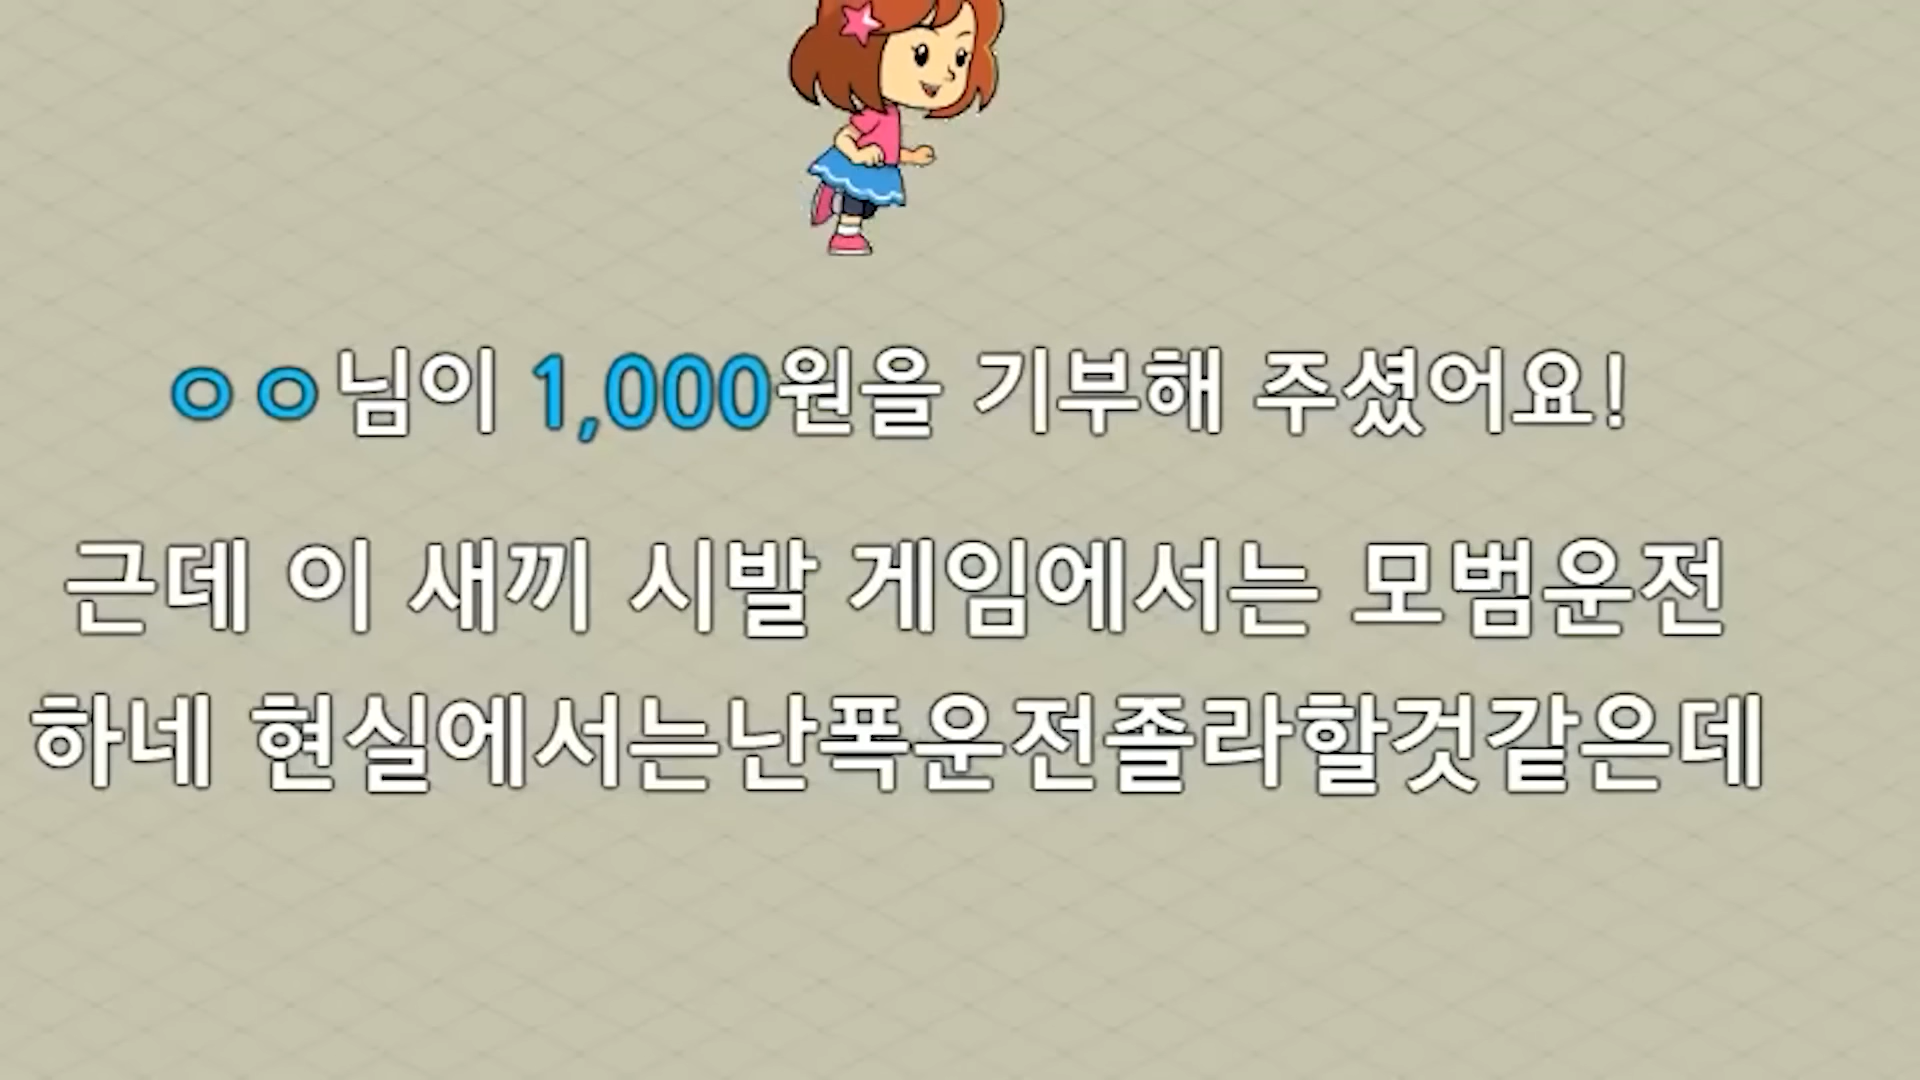 ㅇㅇ님이 1,000원을 기부해 주셨어요!
근데 이 새끼 시발 게임에서는 모범운전
하네 현실에서는난폭운전졸라할것같은데